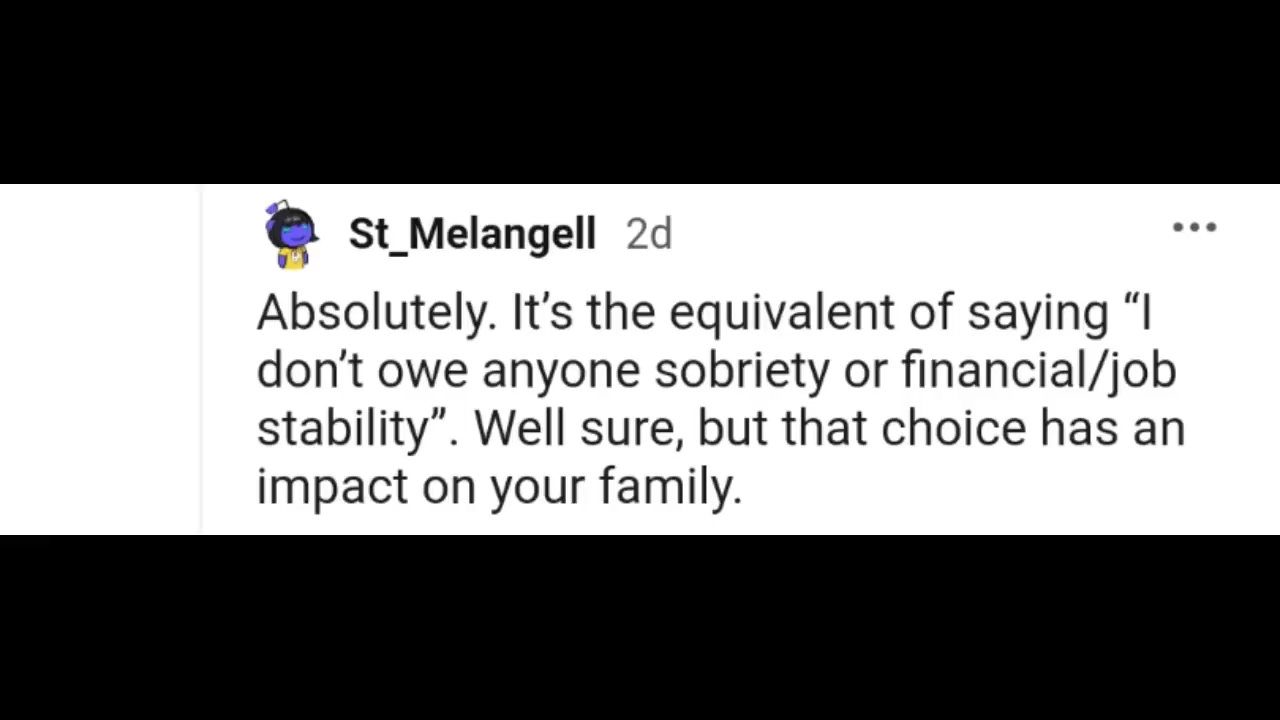 St_Melangell 2d
Absolutely. It’s the equivalent of saying “I
don’t owe anyone sobriety or financial/job
stability”. Well sure, but that choice has an
impact on your family.